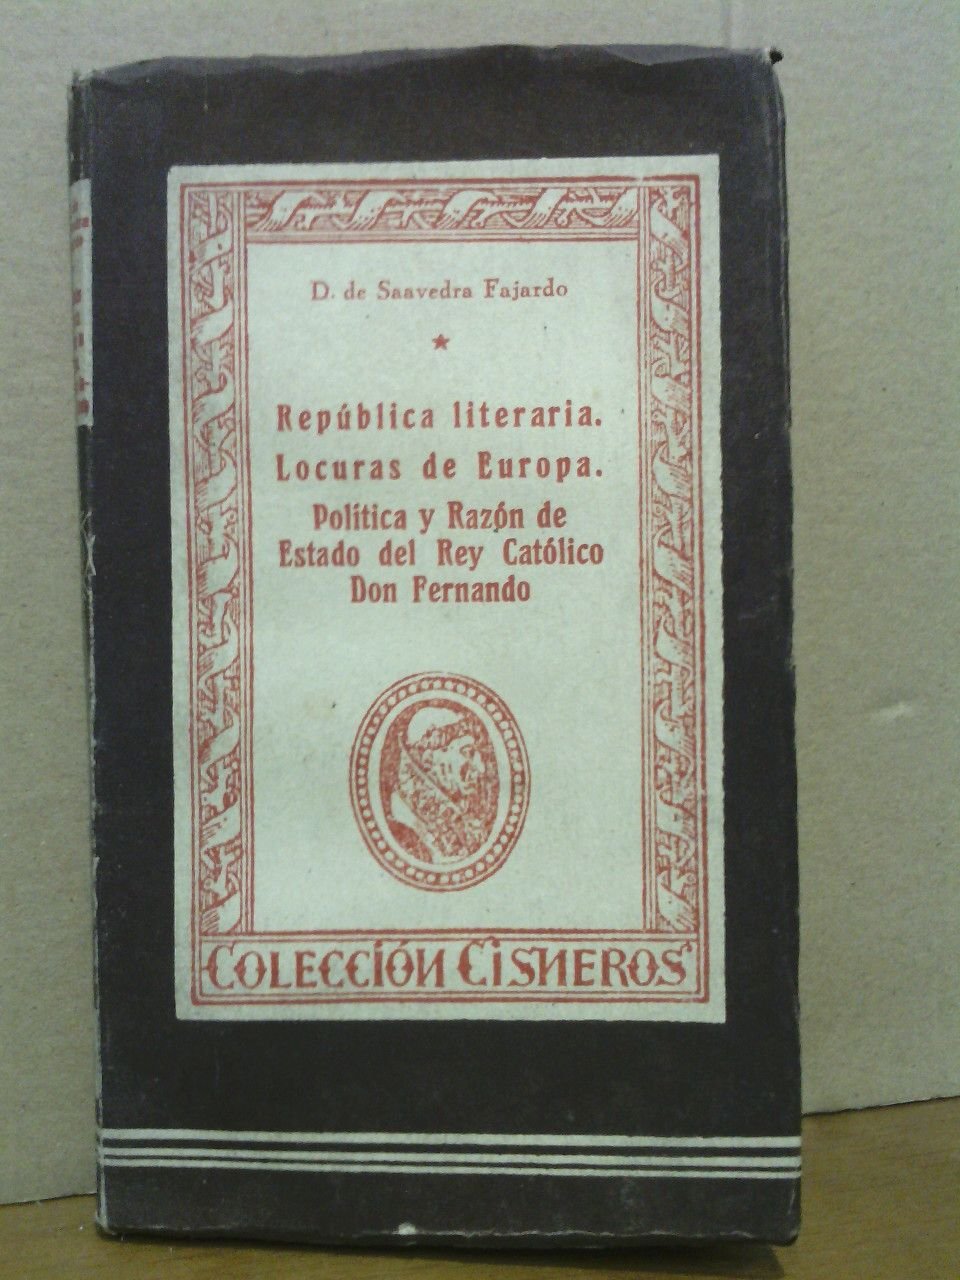 D. de Saavedra Fajardo
República literaria.
Locuras de Europa.
Política y Razón de
Estado del Rey Católico
Don Fernando
COLECCIÓN CISNEROS